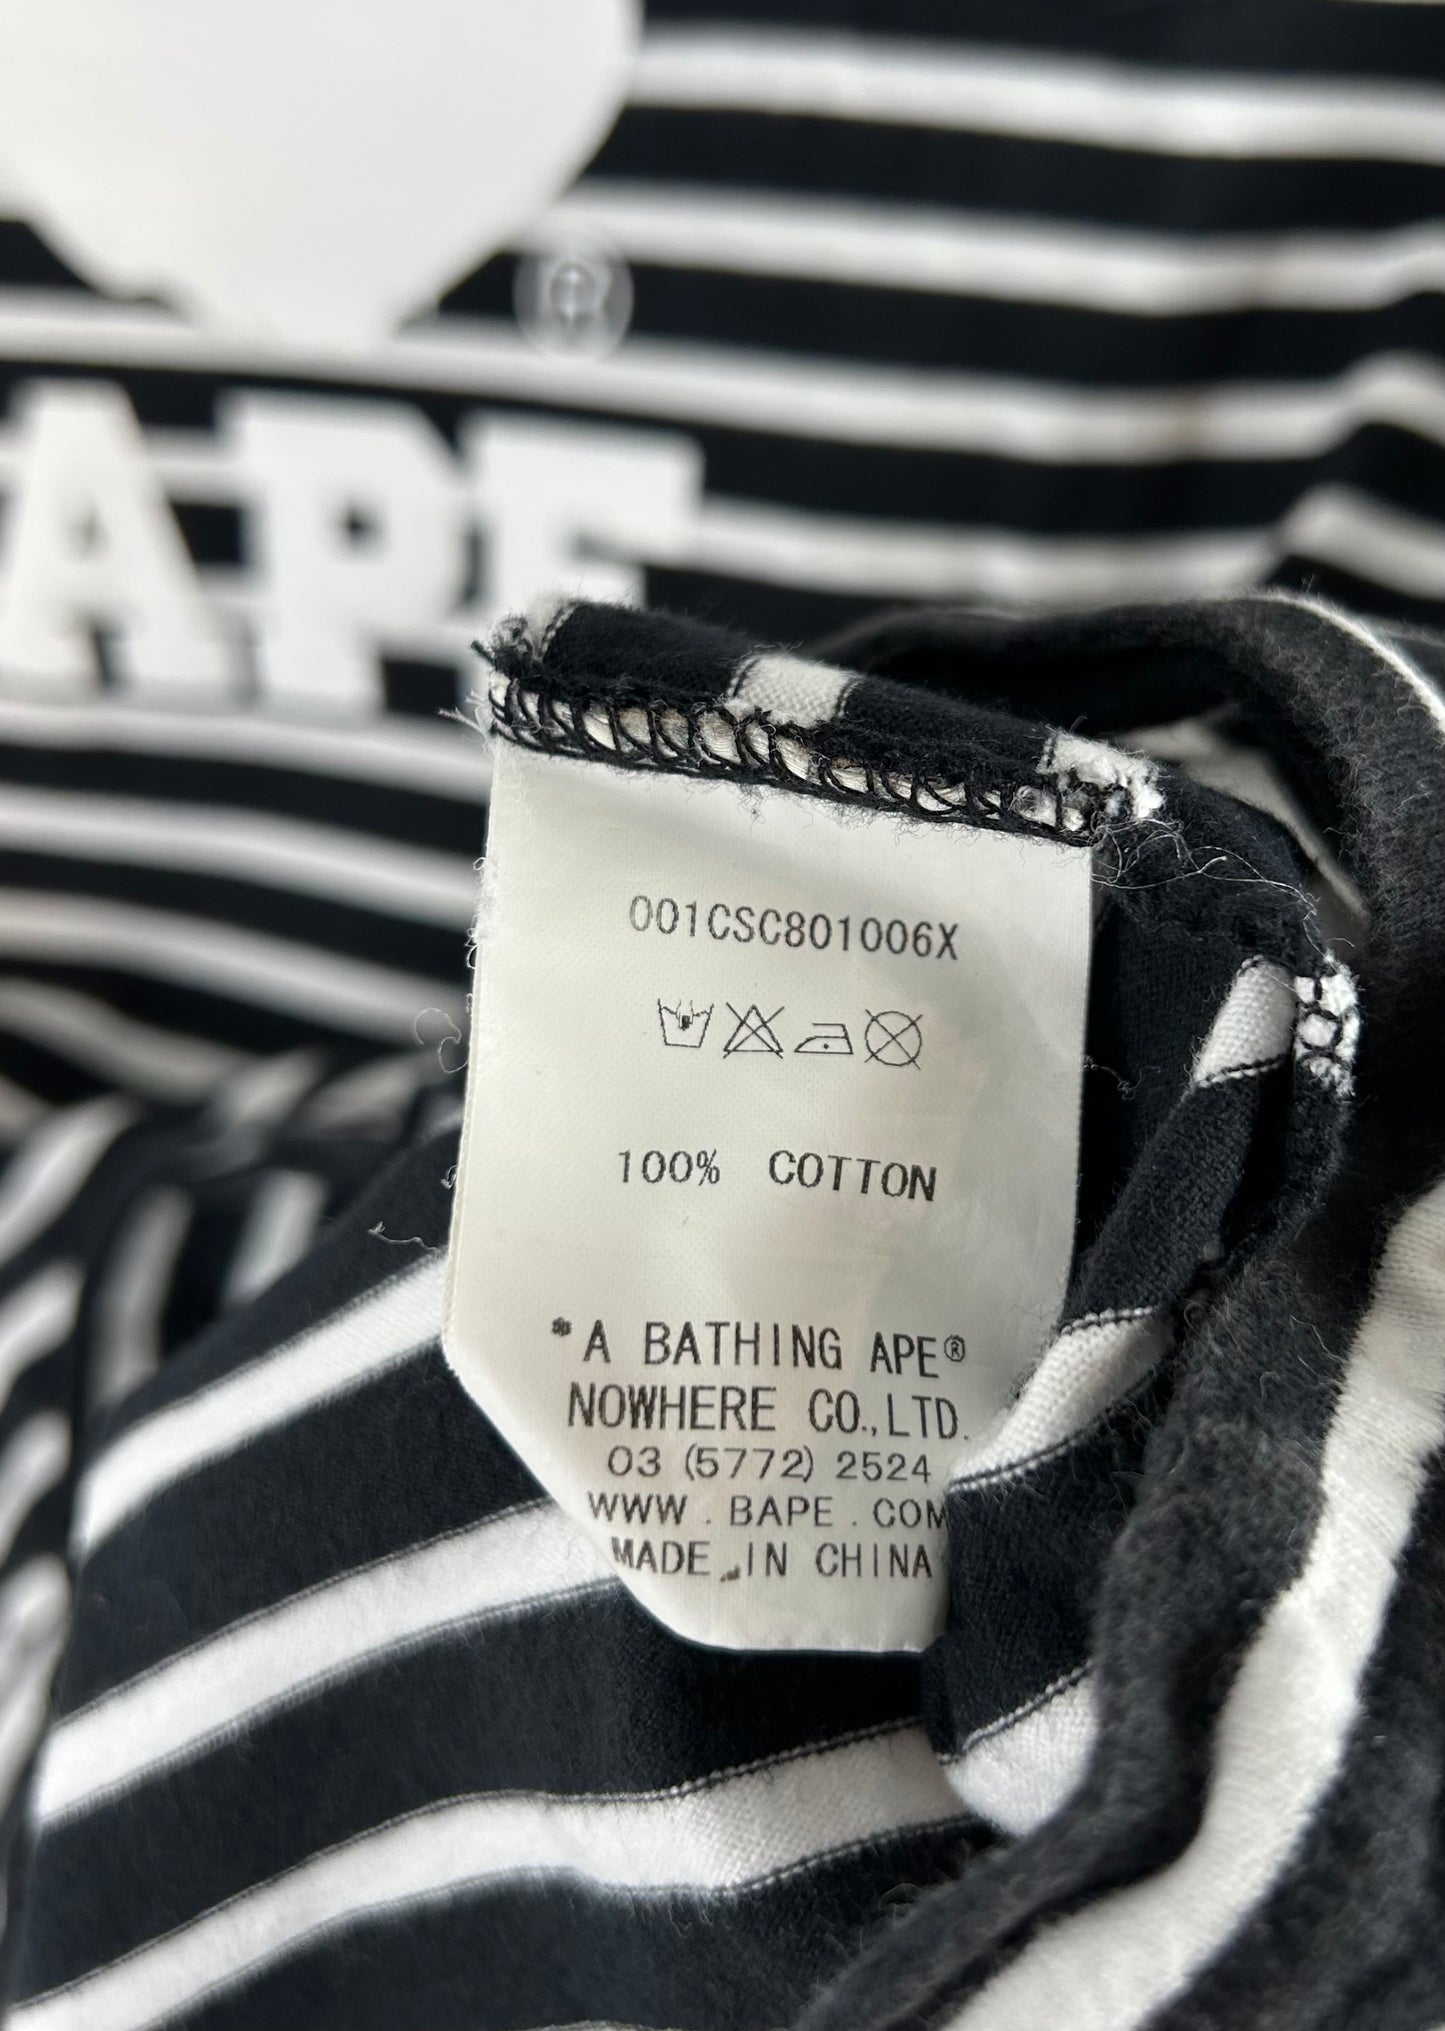 ®
APE
001CSC801006X
100% COTTON
*A BATHING APE®
NOWHERE CO.,LTD.
03 (5772) 2524
WWW.BAPE.COM
MADE IN CHINA